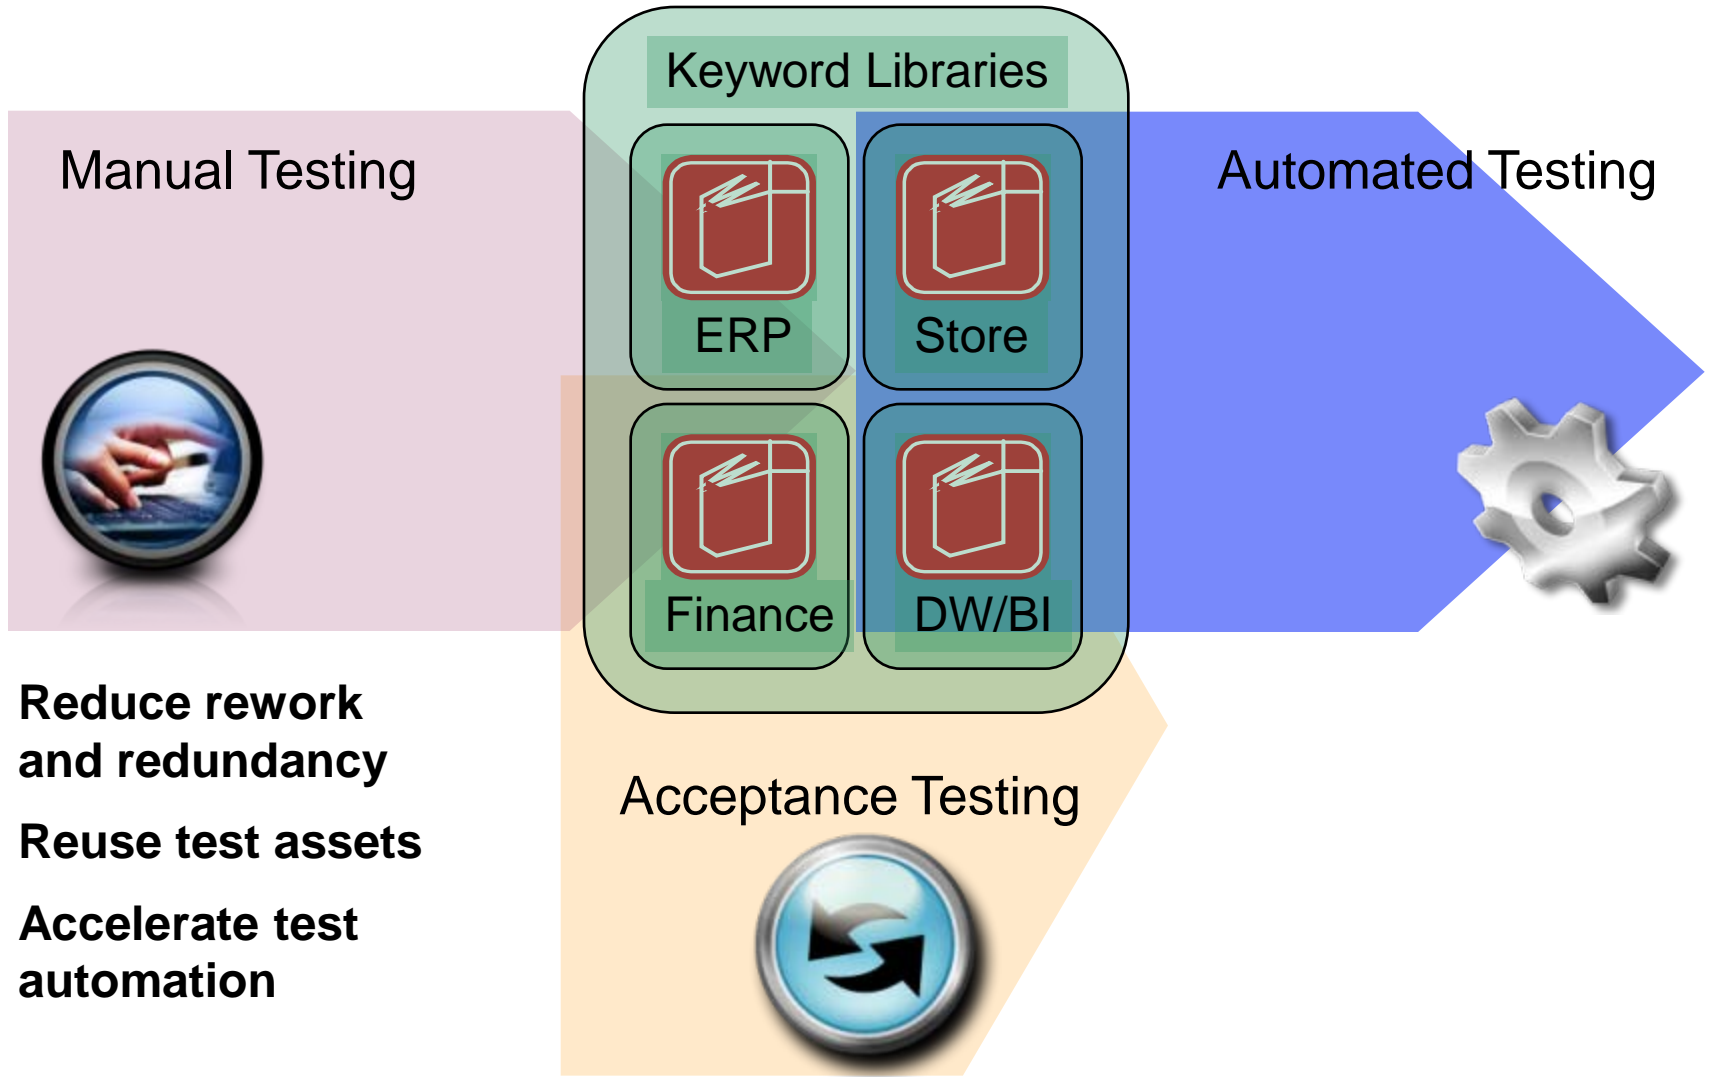 Keyword Libraries
Manual Testing
Automated Testing
ERP
Store
Finance
DW/BI
Reduce rework
and redundancy
Reuse test assets
Accelerate test
automation
Acceptance Testing